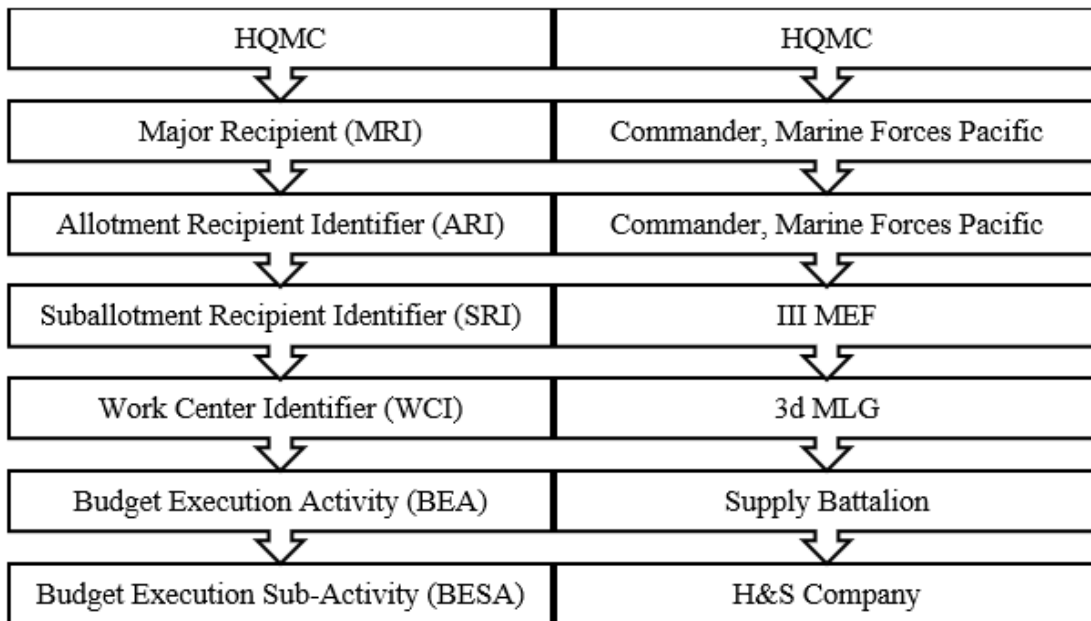 HQMC
HQMC
Major Recipient (MRI)
Commander, Marine Forces Pacific
Allotment Recipient Identifier (ARI)
Commander, Marine Forces Pacific
Suballotment Recipient Identifier (SRI)
III MEF
Work Center Identifier (WCI)
3d MLG
Budget Execution Activity (BEA)
Supply Battalion
Budget Execution Sub-Activity (BESA)
H&S Company